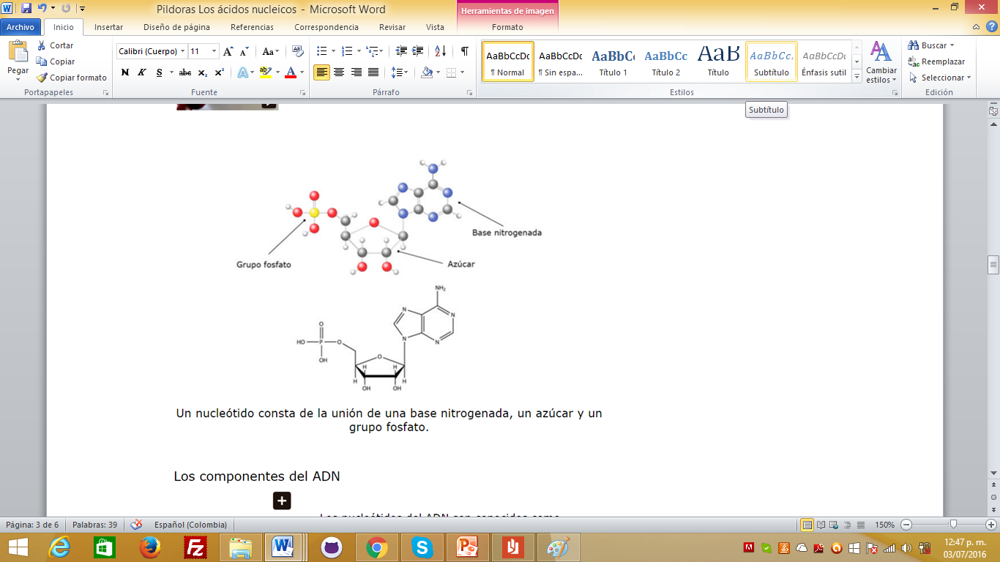 Pildoras Los ácidos nucleicos - Microsoft Word
Herramientas de imagen
Archivo Inicio Insertar Diseño de página Referencias Correspondencia Revisar Vista Formato
Pegar
Cortar
Copiar
Copiar formato
Portapapeles
Calibri (Cuerpo) 11
N K S abc x₂ x²
Fuente
Párrafo
AaBbCcDc AaBbCcDc AaBbC AaBbCc AaB AaBbCc. AaBbCcDc
¶ Normal ¶ Sin espa... Título 1 Título 2 Título Subtítulo Énfasis sutil
Cambiar
estilos
Estilos
Buscar
Reemplazar
Seleccionar
Edición
Subtítulo
Base nitrogenada
Grupo fosfato
Azúcar
NH₂
N N
N N
O
HO P O
OH
O
H H
H H
OH OH
Un nucleótido consta de la unión de una base nitrogenada, un azúcar y un
grupo fosfato.
Los componentes del ADN
Los nucleótidos del ADN son conocidos como
Página: 3 de 6 Palabras: 39 Español (Colombia) 150%
12:47 p. m.
03/07/2016